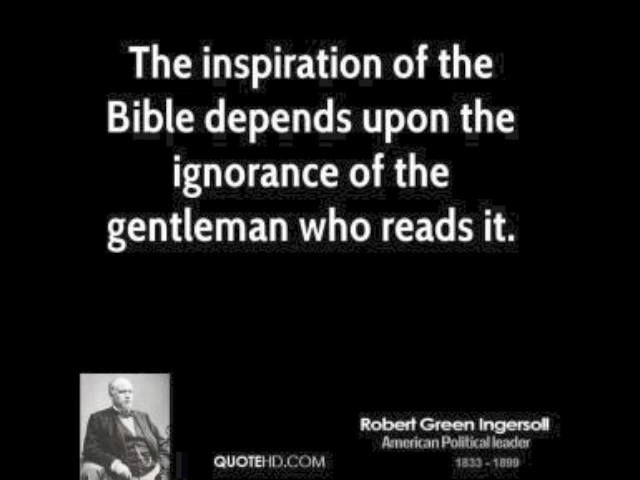 The inspiration of the
Bible depends upon the
ignorance of the
gentleman who reads it.
Robert Green Ingersoll
American Political leader
1833 - 1899
QUOTEHD.COM